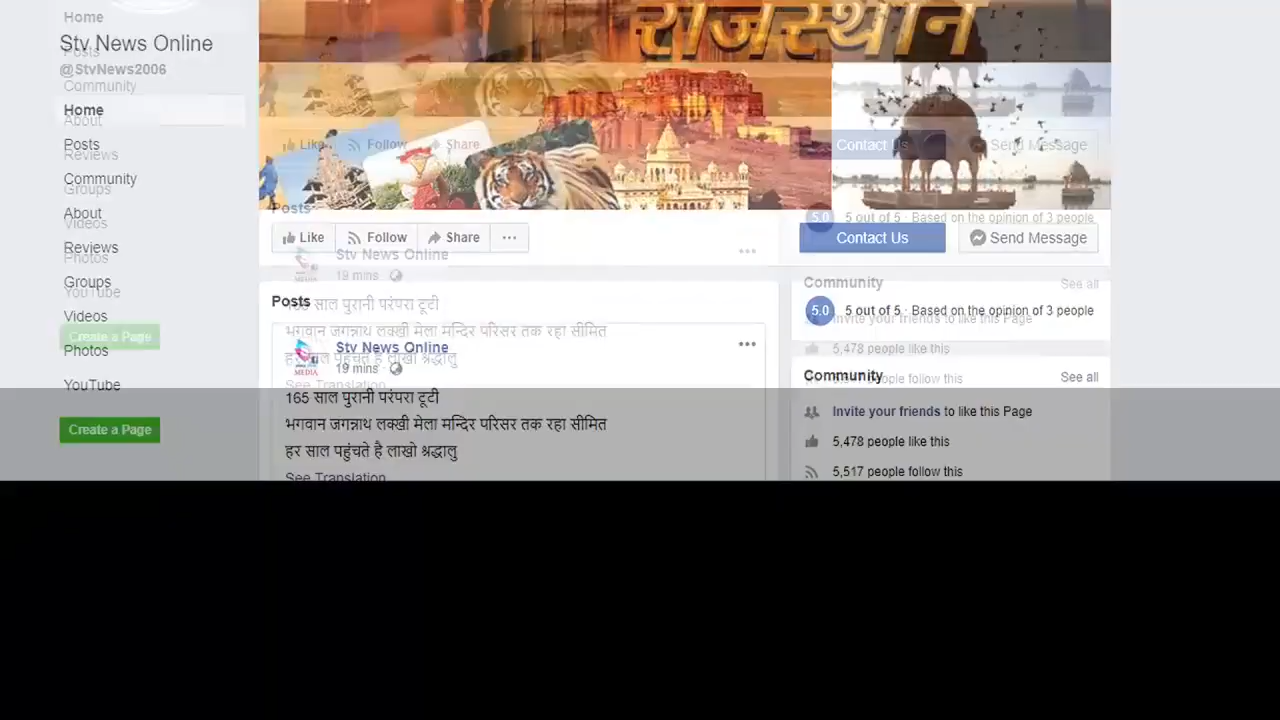 राजस्थान
Stv News Online
@StvNews2006
Home
Posts
Community
About
Reviews
Groups
Videos
Photos
YouTube
Create a Page
Like
Follow
Share
Contact Us
Send Message
Posts
Stv News Online
19 mins
165 साल पुरानी परंपरा टूटी
भगवान जगन्नाथ लक्खी मेला मन्दिर परिसर तक रहा सीमित
हर साल पहुंचते है लाखो श्रद्धालु
See Translation
5.0 5 out of 5 · Based on the opinion of 3 people
Community See all
Invite your friends to like this Page
5,478 people like this
5,517 people follow this